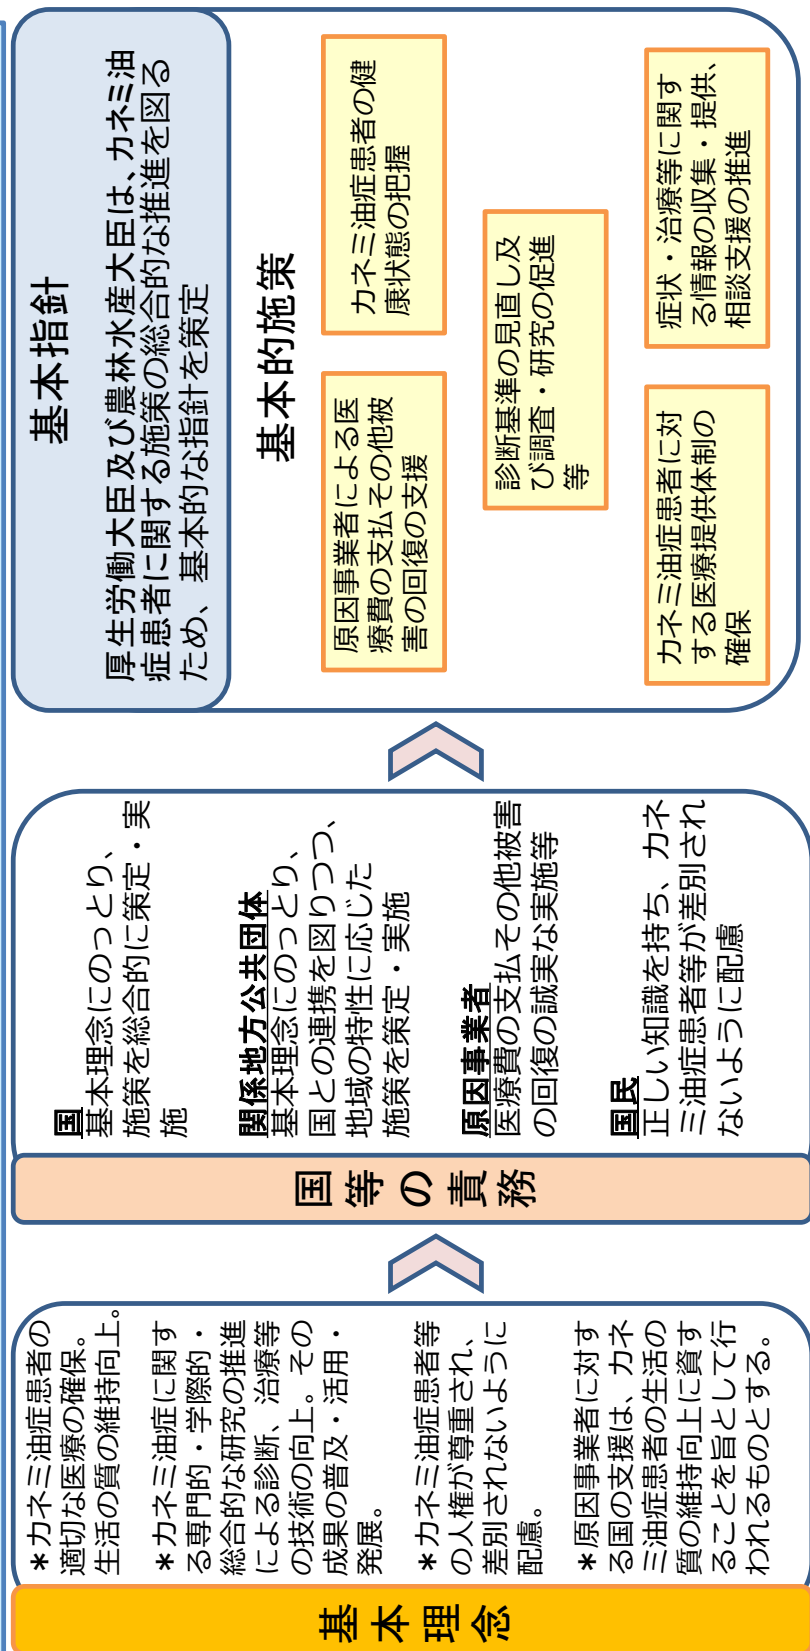 基本理念
＊カネミ油症患者の
適切な医療の確保。
生活の質の維持向上。
＊カネミ油症に関す
る専門的・学際的・
総合的な研究の推進
による診断、治療等
の技術の向上。その
成果の普及・活用・
発展。
＊カネミ油症患者等
の人権が尊重され、
差別されないように
配慮。
＊原因事業者に対す
る国の支援は、カネ
ミ油症患者の生活の
質の維持向上に資す
ることを旨として行
われるものとする。
国等の責務
国
基本理念にのっとり、
施策を総合的に策定・実
施
関係地方公共団体
基本理念にのっとり、
国との連携を図りつつ、
地域の特性に応じた
施策を策定・実施
原因事業者
医療費の支払その他被害
の回復の誠実な実施等
国民
正しい知識を持ち、カネ
ミ油症患者等が差別され
ないように配慮
基本指針
厚生労働大臣及び農林水産大臣は、カネミ油
症患者に関する施策の総合的な推進を図る
ため、基本的な指針を策定
基本的施策
原因事業者による医
療費の支払その他被
害の回復の支援
カネミ油症患者の健
康状態の把握
診断基準の見直し及
び調査・研究の促進
等
カネミ油症患者に対
する医療提供体制の
確保
症状・治療等に関す
る情報の収集・提供、
相談支援の推進